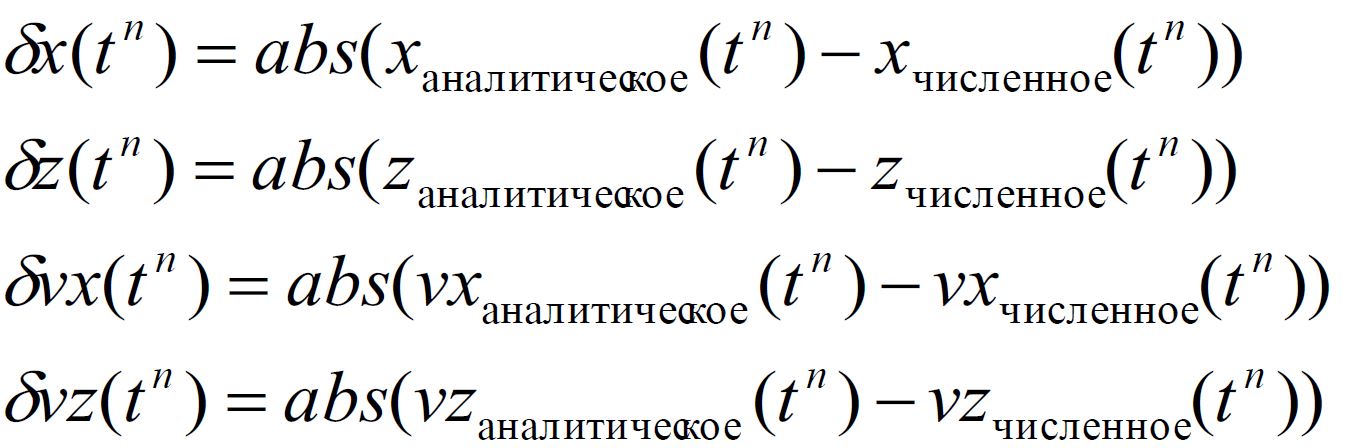 δx(tⁿ) = abs(x_аналитическое(tⁿ) − x_численное(tⁿ))
δz(tⁿ) = abs(z_аналитическое(tⁿ) − z_численное(tⁿ))
δvx(tⁿ) = abs(vx_аналитическое(tⁿ) − vx_численное(tⁿ))
δvz(tⁿ) = abs(vz_аналитическое(tⁿ) − vz_численное(tⁿ))